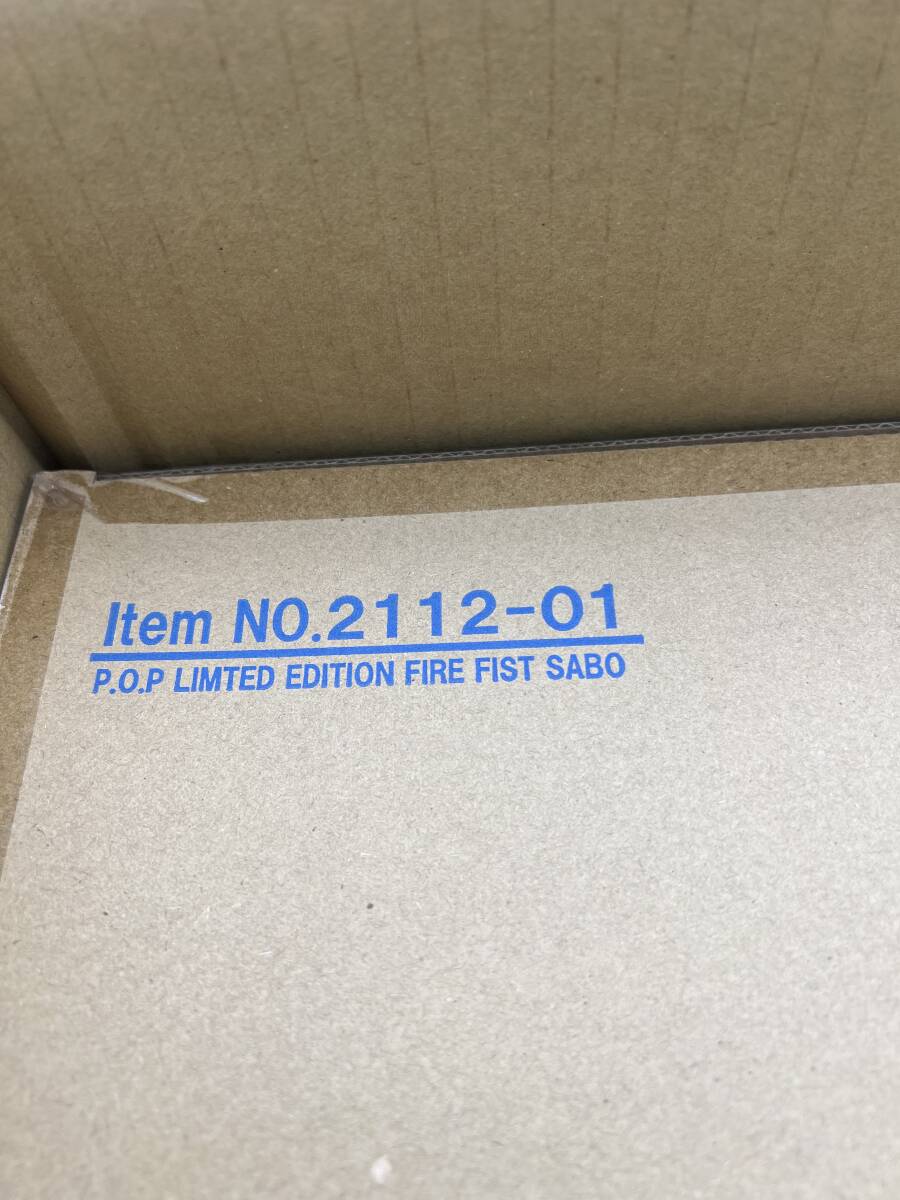 Item NO.2112-01
P.O.P LIMTED EDITION FIRE FIST SABO